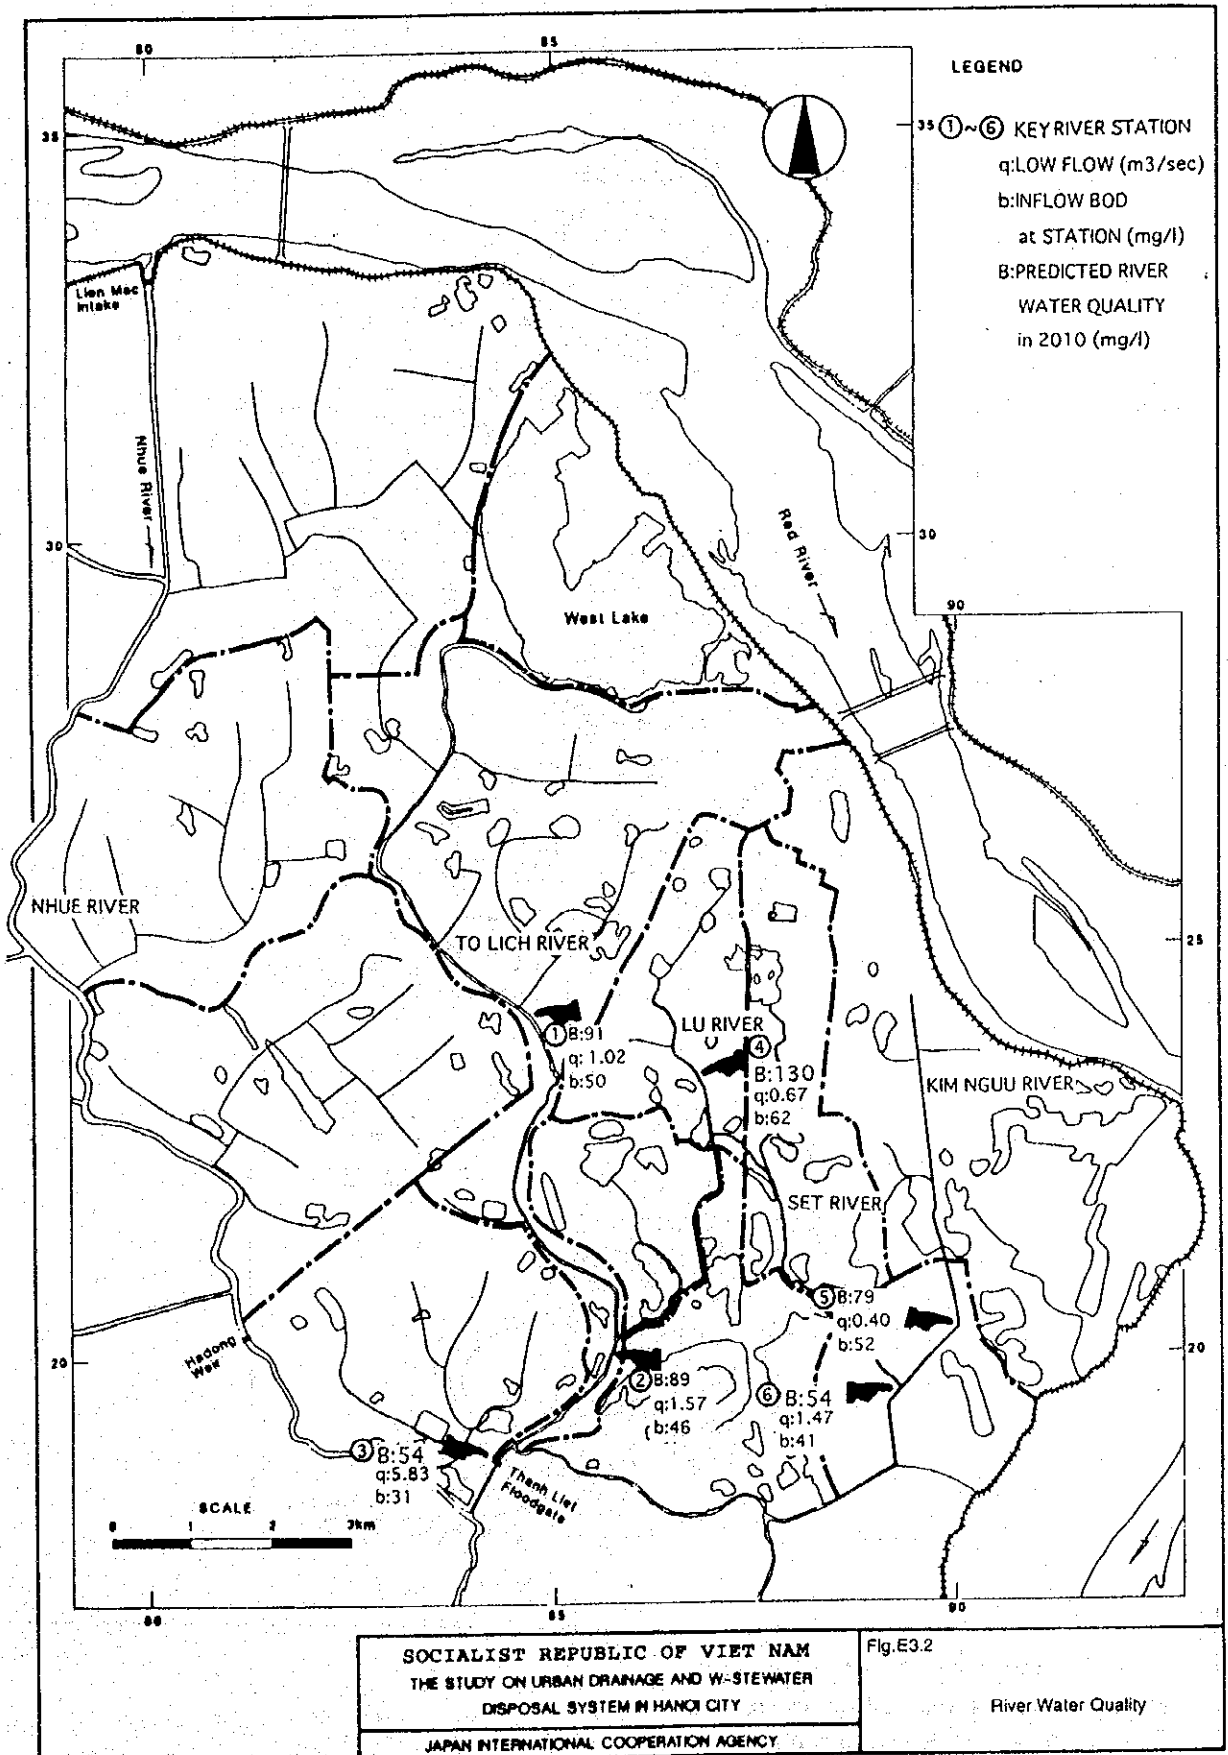 80
85
LEGEND
35
35 ①~⑥ KEY RIVER STATION
q:LOW FLOW (m3/sec)
b:INFLOW BOD
at STATION (mg/l)
B:PREDICTED RIVER
WATER QUALITY
in 2010 (mg/l)
Lien Mac
Intake
Nhue River
30
Red River
30
90
West Lake
NHUE RIVER
TO LICH RIVER
25
LU RIVER
① B:91
q:1.02
b:50
④
B:130
q:0.67
b:62
KIM NGUU RIVER
SET RIVER
⑤ B:79
q:0.40
b:52
Hadong
Weir
20
20
② B:89
q:1.57
b:46
⑥ B:54
q:1.47
b:41
③ B:54
q:5.83
b:31
Thanh Liet
Floodgate
SCALE
0 1 2 3km
80
85
90
SOCIALIST REPUBLIC OF VIET NAM
THE STUDY ON URBAN DRAINAGE AND W-STEWATER
DISPOSAL SYSTEM IN HANOI CITY
JAPAN INTERNATIONAL COOPERATION AGENCY
Fig.E3.2
River Water Quality